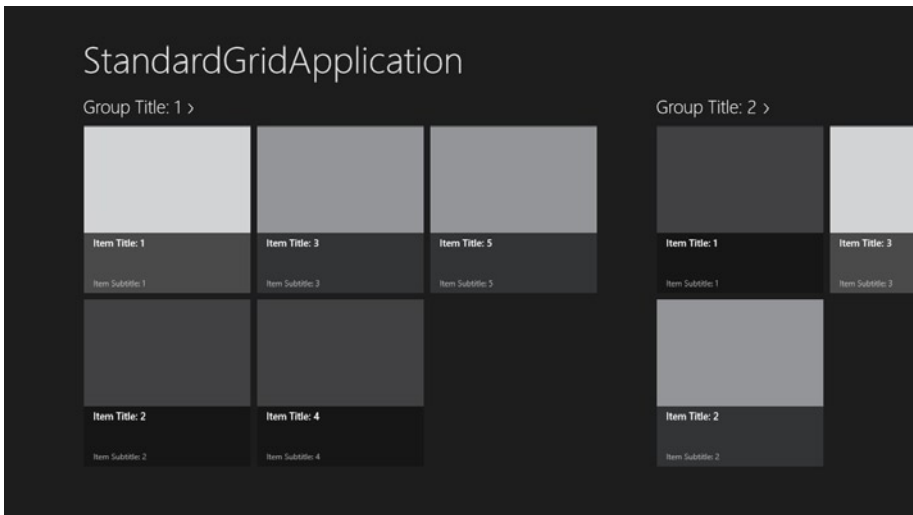 StandardGridApplication
Group Title: 1 >
Group Title: 2 >
Item Title: 1
Item Subtitle: 1
Item Title: 3
Item Subtitle: 3
Item Title: 5
Item Subtitle: 5
Item Title: 2
Item Subtitle: 2
Item Title: 4
Item Subtitle: 4
Item Title: 1
Item Subtitle: 1
Item Title: 3
Item Subtitle: 3
Item Title: 2
Item Subtitle: 2